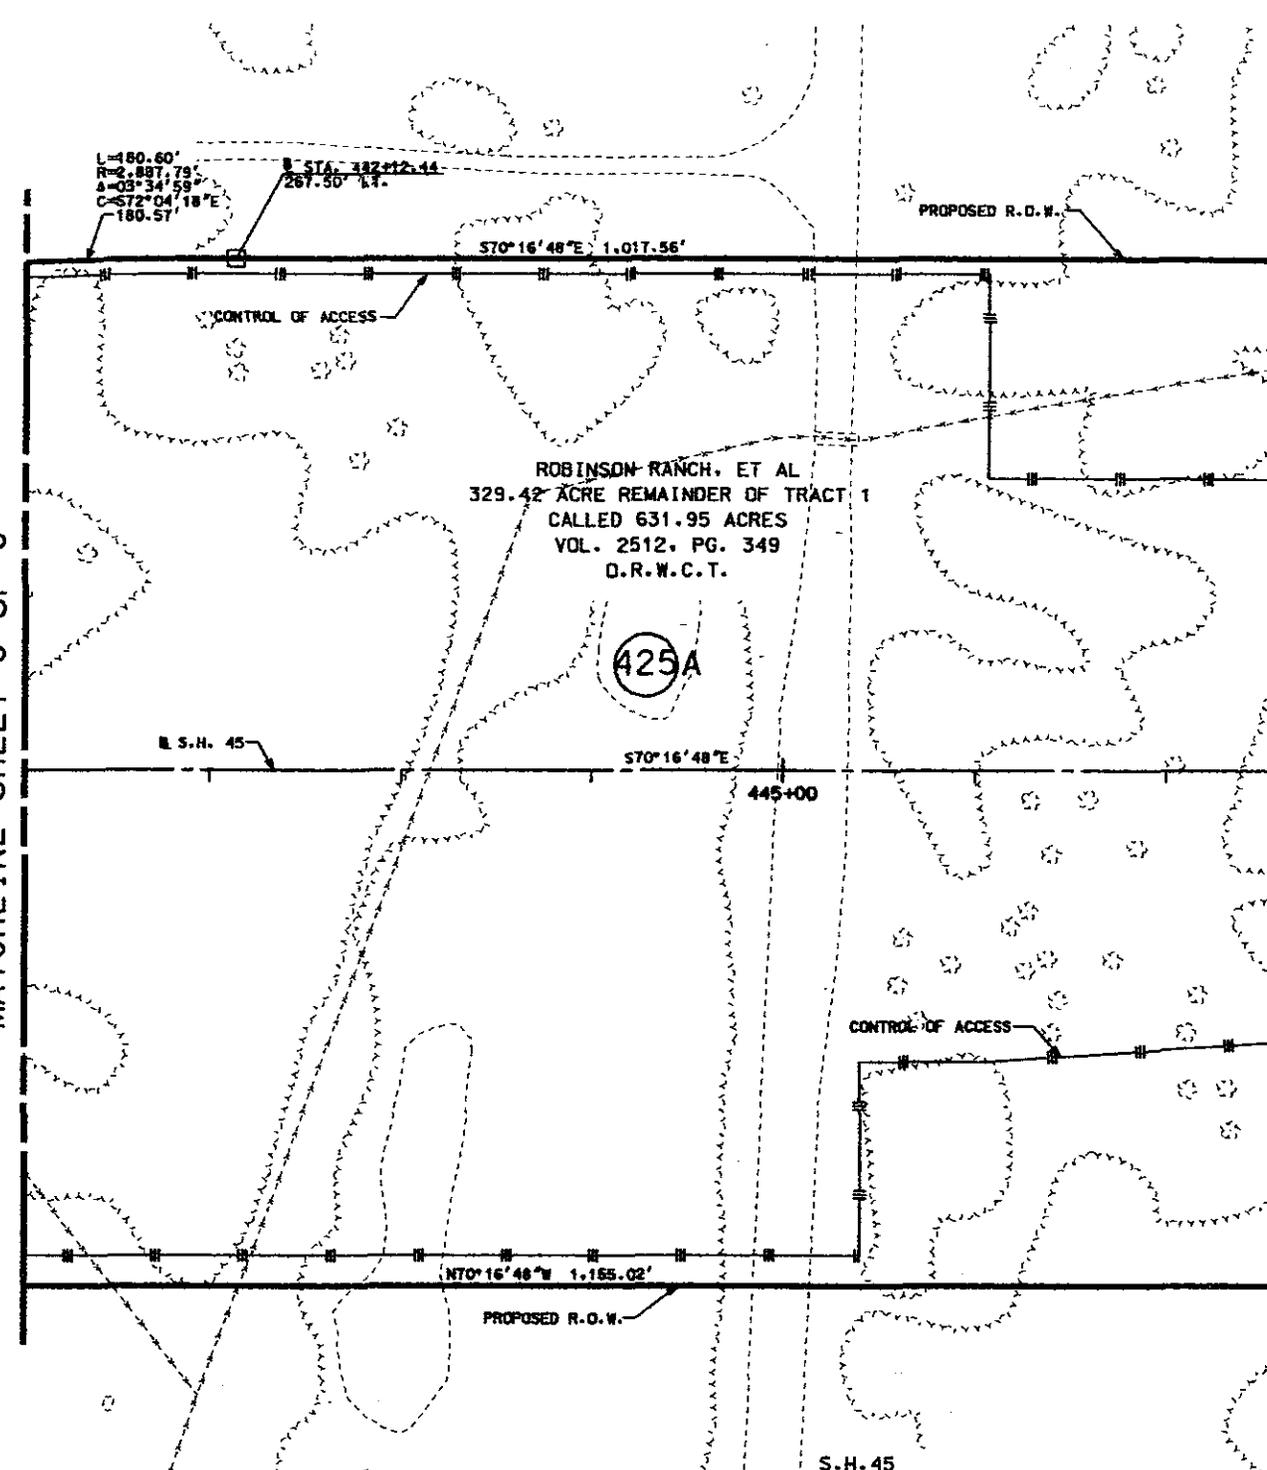 L=180.60'
R=2,887.79'
Δ=03°34'59"
C=S72°04'18"E
180.57'
STA. 442+12.44
267.50' LT.
PROPOSED R.O.W.
S70°16'48"E 1,017.56'
CONTROL OF ACCESS
ROBINSON RANCH, ET AL
329.42 ACRE REMAINDER OF TRACT 1
CALLED 631.95 ACRES
VOL. 2512, PG. 349
O.R.W.C.T.
425A
S.H. 45
S70°16'48"E
445+00
CONTROL OF ACCESS
N70°16'48"W 1,155.02'
PROPOSED R.O.W.
S.H.45